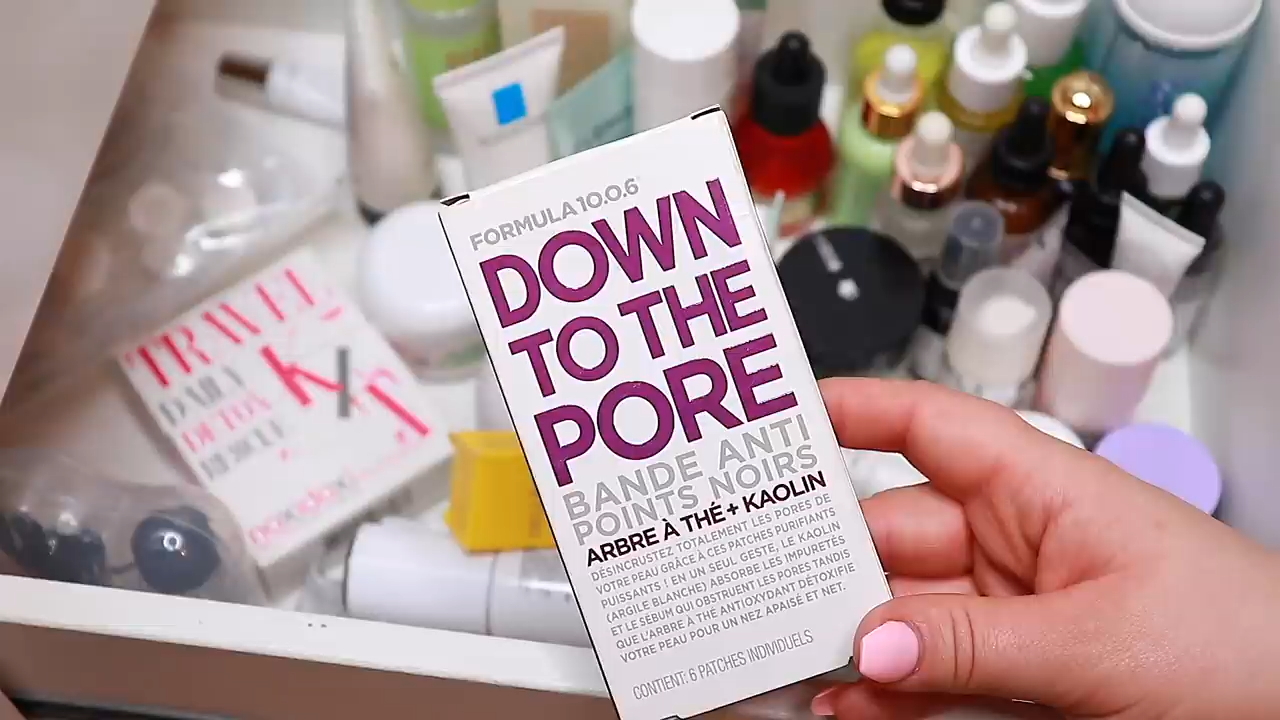 FORMULA 10.0.6
DOWN
TO THE
PORE
BANDE ANTI
POINTS NOIRS
ARBRE À THÉ + KAOLIN
DÉSINCRUSTEZ TOTALEMENT LES PORES DE
VOTRE PEAU GRÂCE À CES PATCHES PURIFIANTS
PUISSANTS ! EN UN SEUL GESTE, LE KAOLIN
(ARGILE BLANCHE) ABSORBE LES IMPURETÉS
ET LE SÉBUM QUI OBSTRUENT LES PORES TANDIS
QUE L'ARBRE À THÉ ANTIOXYDANT DÉTOXIFIE
VOTRE PEAU POUR UN NEZ APAISÉ ET NET.
CONTIENT: 6 PATCHES INDIVIDUELS
TRAVEL
DAILY
DETOX
KIT